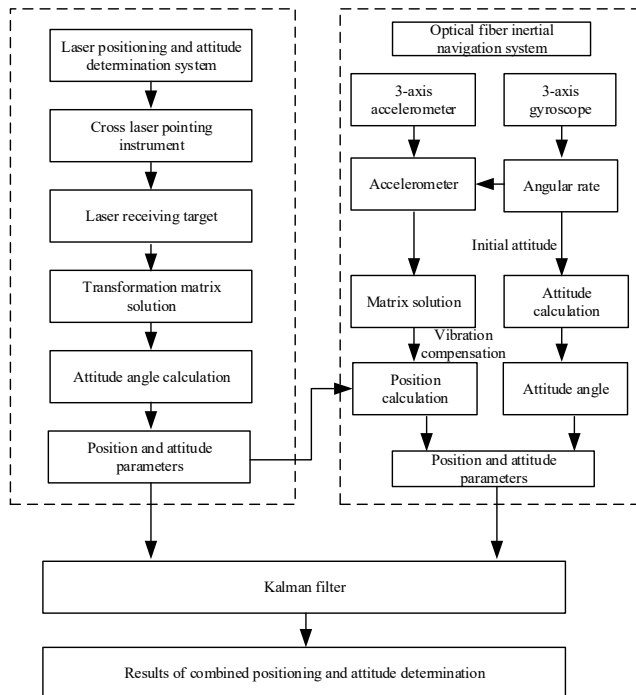 Laser positioning and attitude
determination system
Cross laser pointing
instrument
Laser receiving target
Transformation matrix
solution
Attitude angle calculation
Position and attitude
parameters
Optical fiber inertial
navigation system
3-axis
accelerometer
3-axis
gyroscope
Accelerometer
Angular rate
Initial attitude
Matrix solution
Attitude
calculation
Vibration
compensation
Position
calculation
Attitude angle
Position and attitude
parameters
Kalman filter
Results of combined positioning and attitude determination